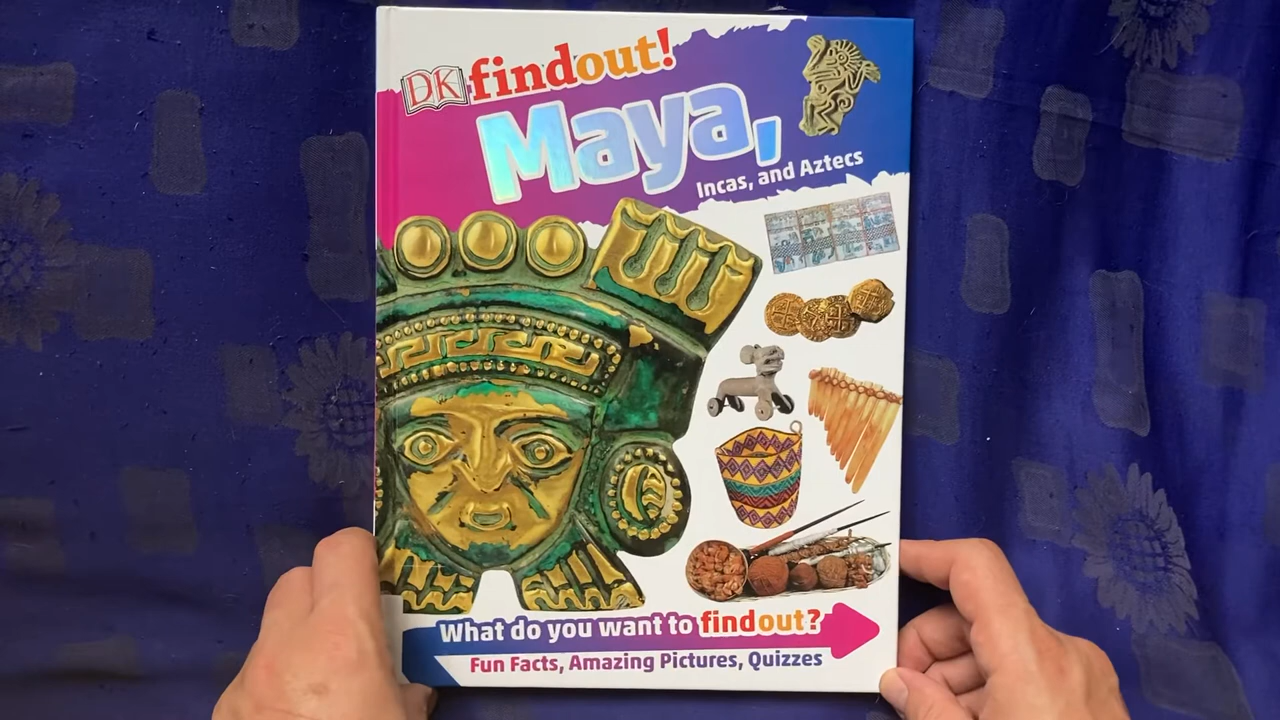 DK findout!
Maya,
Incas, and Aztecs
What do you want to findout?
Fun Facts, Amazing Pictures, Quizzes